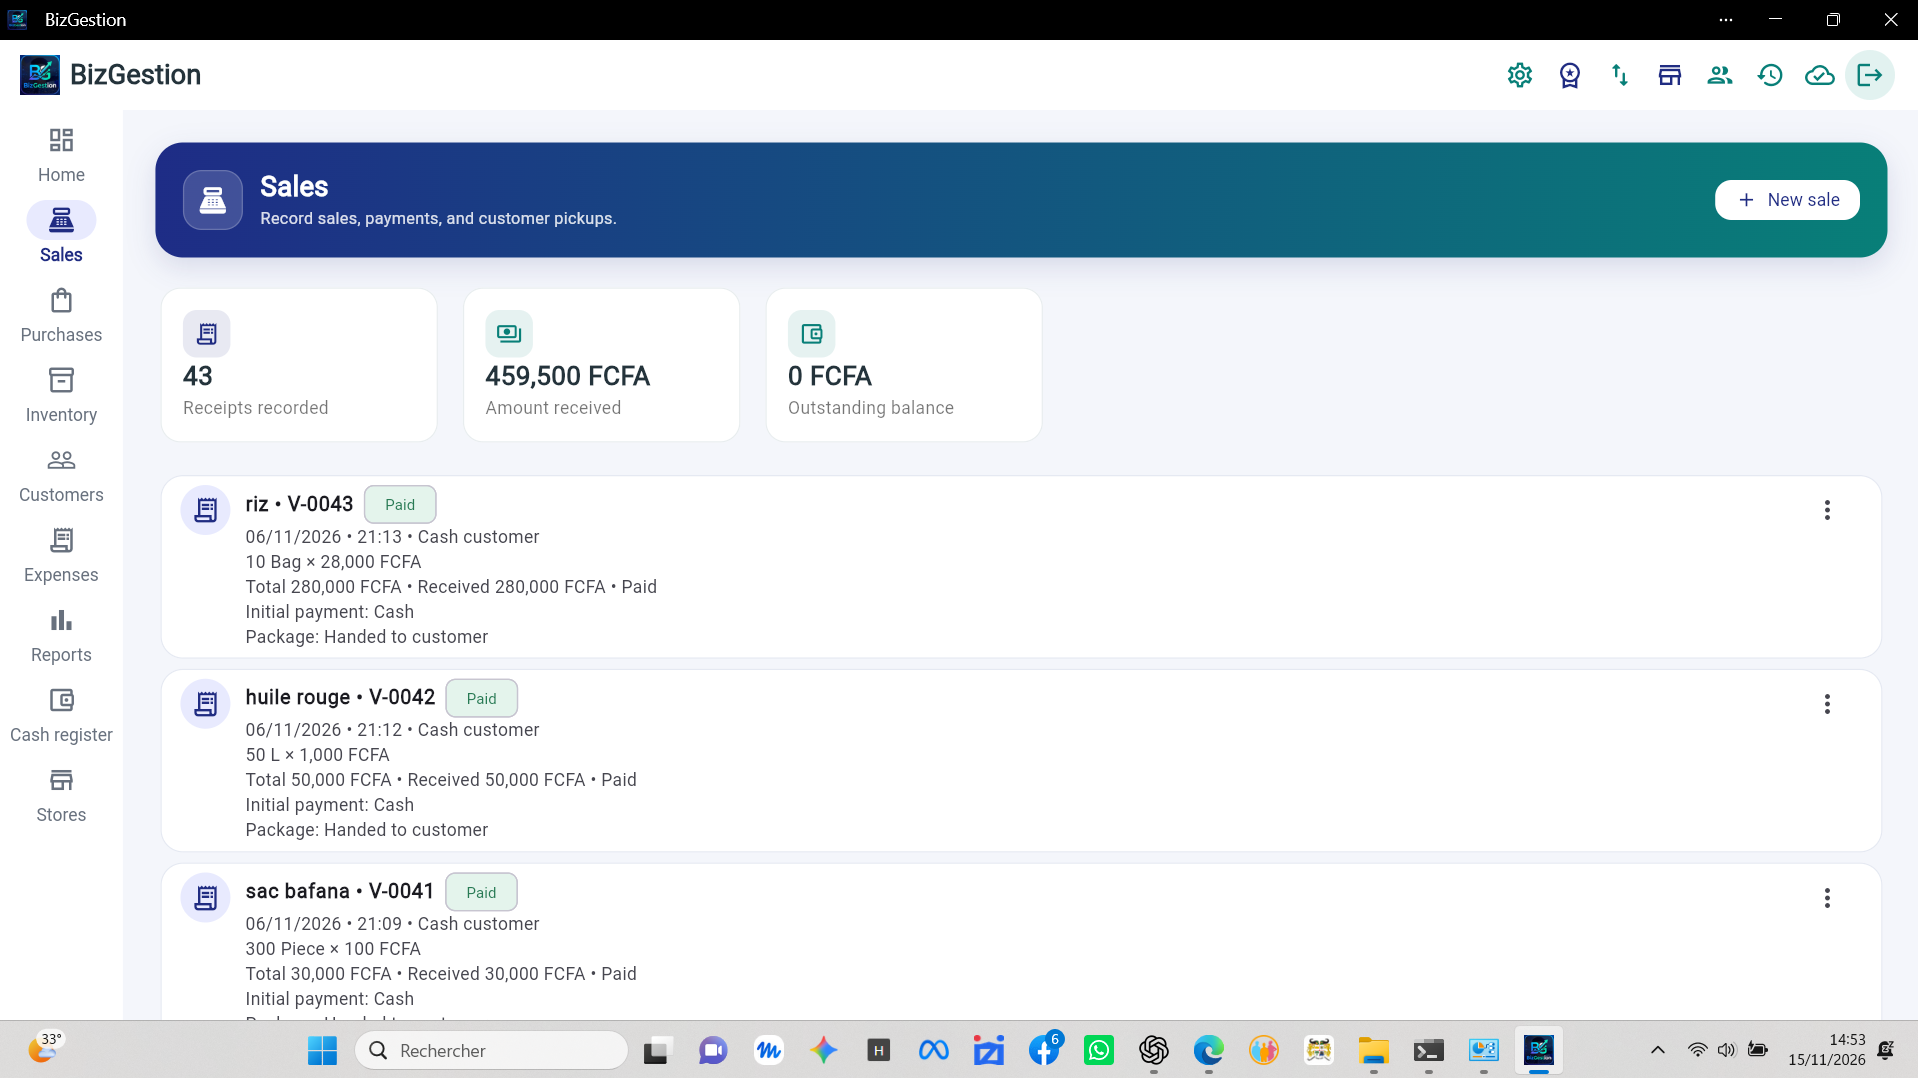 BizGestion
BizGestion
Home
Sales
Purchases
Inventory
Customers
Expenses
Reports
Cash register
Stores
Sales
Record sales, payments, and customer pickups.
+ New sale
43
Receipts recorded
459,500 FCFA
Amount received
0 FCFA
Outstanding balance
riz • V-0043 Paid
06/11/2026 • 21:13 • Cash customer
10 Bag × 28,000 FCFA
Total 280,000 FCFA • Received 280,000 FCFA • Paid
Initial payment: Cash
Package: Handed to customer
huile rouge • V-0042 Paid
06/11/2026 • 21:12 • Cash customer
50 L × 1,000 FCFA
Total 50,000 FCFA • Received 50,000 FCFA • Paid
Initial payment: Cash
Package: Handed to customer
sac bafana • V-0041 Paid
06/11/2026 • 21:09 • Cash customer
300 Piece × 100 FCFA
Total 30,000 FCFA • Received 30,000 FCFA • Paid
Initial payment: Cash
33°
Rechercher
H
6
14:53
15/11/2026